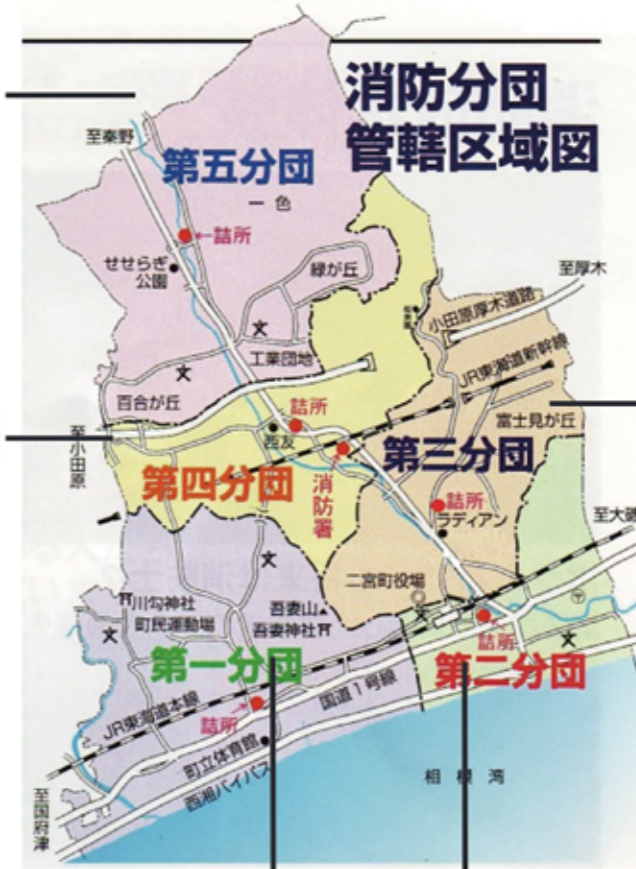 消防分団
管轄区域図
至秦野
第五分団
一色
←詰所
せせらぎ
公園
緑が丘
至厚木
小田原厚木道路
工業団地
JR東海道新幹線
百合が丘
詰所
富士見が丘
至小田原
西友
第三分団
第四分団
消防署
詰所
ラディアン
至大磯
二宮町役場
川勾神社
町民運動場
吾妻山
吾妻神社
詰所
第一分団
第二分団
国道1号線
JR東海道本線
詰所
町立体育館
西湘バイパス
相模湾
至国府津